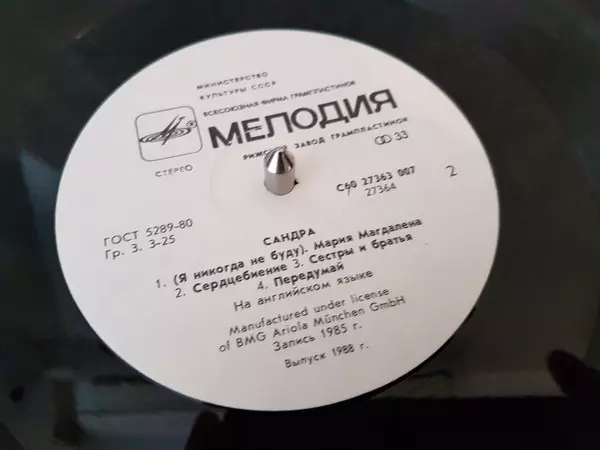 МИНИСТЕРСТВО
КУЛЬТУРЫ СССР
ВСЕСОЮЗНАЯ ФИРМА ГРАМПЛАСТИНОК
МЕЛОДИЯ
РИЖСКИЙ ЗАВОД ГРАМПЛАСТИНОК
СТЕРЕО
33
ГОСТ 5289-80
Гр. 3. 3-25
С60 27363 007
27364
2
САНДРА
1. (Я никогда не буду). Мария Магдалена
2. Сердцебиение 3. Сестры и братья
4. Передумай
На английском языке
Manufactured under license
of BMG Ariola München GmbH
Запись 1985 г.
Выпуск 1988 г.